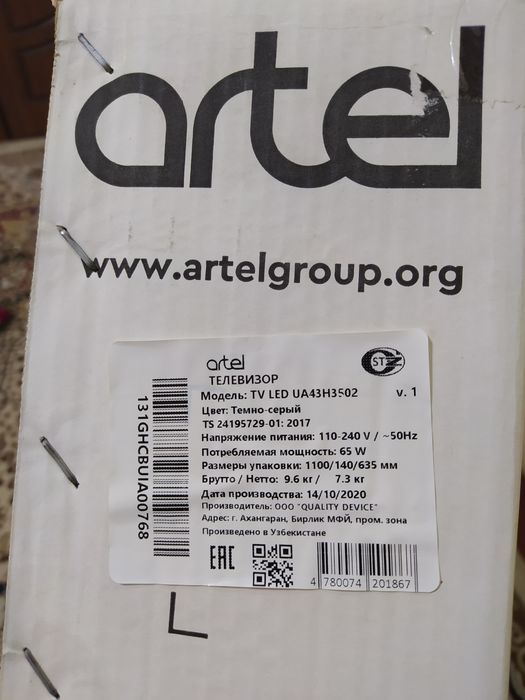 artel
www.artelgroup.org
artel
ТЕЛЕВИЗОР
Модель: TV LED UA43H3502 v. 1
Цвет: Темно-серый
TS 24195729-01: 2017
Напряжение питания: 110-240 V / ~50Hz
Потребляемая мощность: 65 W
Размеры упаковки: 1100/140/635 мм
Брутто / Нетто: 9.6 кг / 7.3 кг
Дата производства: 14/10/2020
Производитель: ООО "QUALITY DEVICE"
Адрес: г. Ахангаран, Бирлик МФЙ, пром. зона
Произведено в Узбекистане
131GHCBUIA00768
EAC
4 780074 201867
L